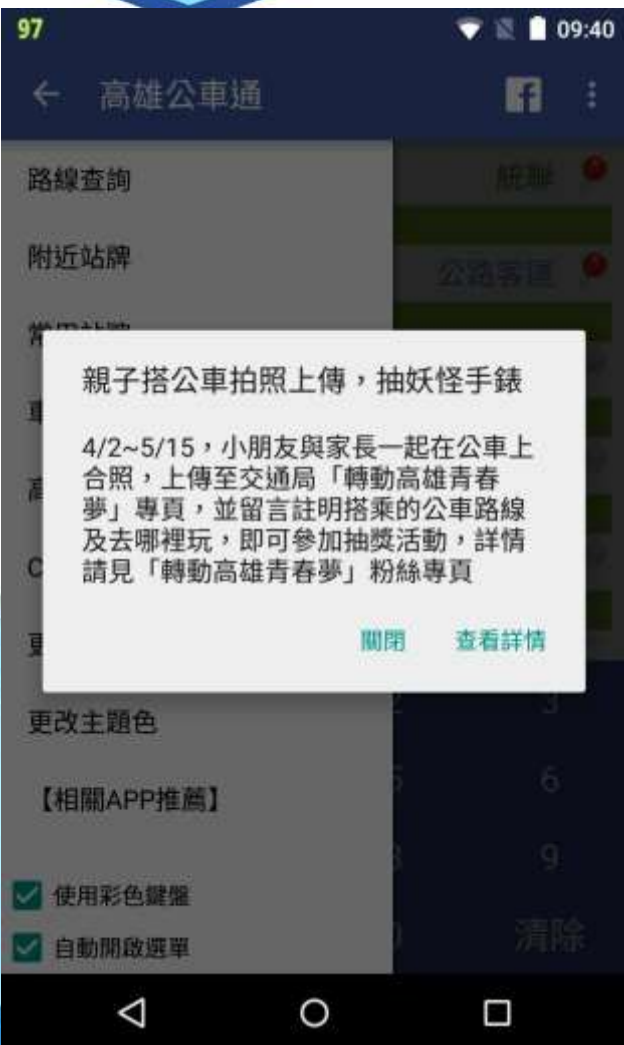 97
09:40
高雄公車通
路線查詢
統聯
附近站牌
公路客運
親子搭公車拍照上傳，抽妖怪手錶
4/2~5/15，小朋友與家長一起在公車上
合照，上傳至交通局「轉動高雄青春
夢」專頁，並留言註明搭乘的公車路線
及去哪裡玩，即可參加抽獎活動，詳情
請見「轉動高雄青春夢」粉絲專頁
關閉
查看詳情
更改主題色
3
【相關APP推薦】
6
9
使用彩色鍵盤
清除
自動開啟選單